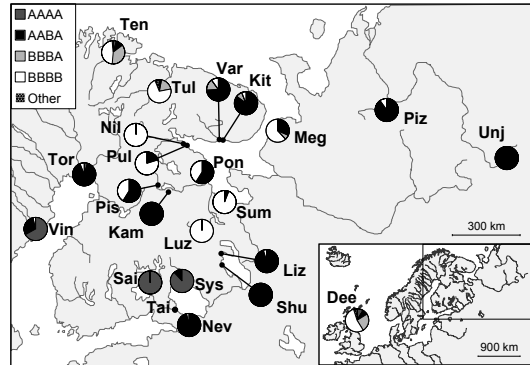 AAAA
AABA
BBBA
BBBB
Other
Ten
Var
Kit
Tul
Nil
Meg
Piz
Unj
Tor
Pul
Pon
Pis
Sum
Kam
Vin
Luz
300 km
Liz
Sai
Sys
Shu
Tai
Nev
Dee
900 km